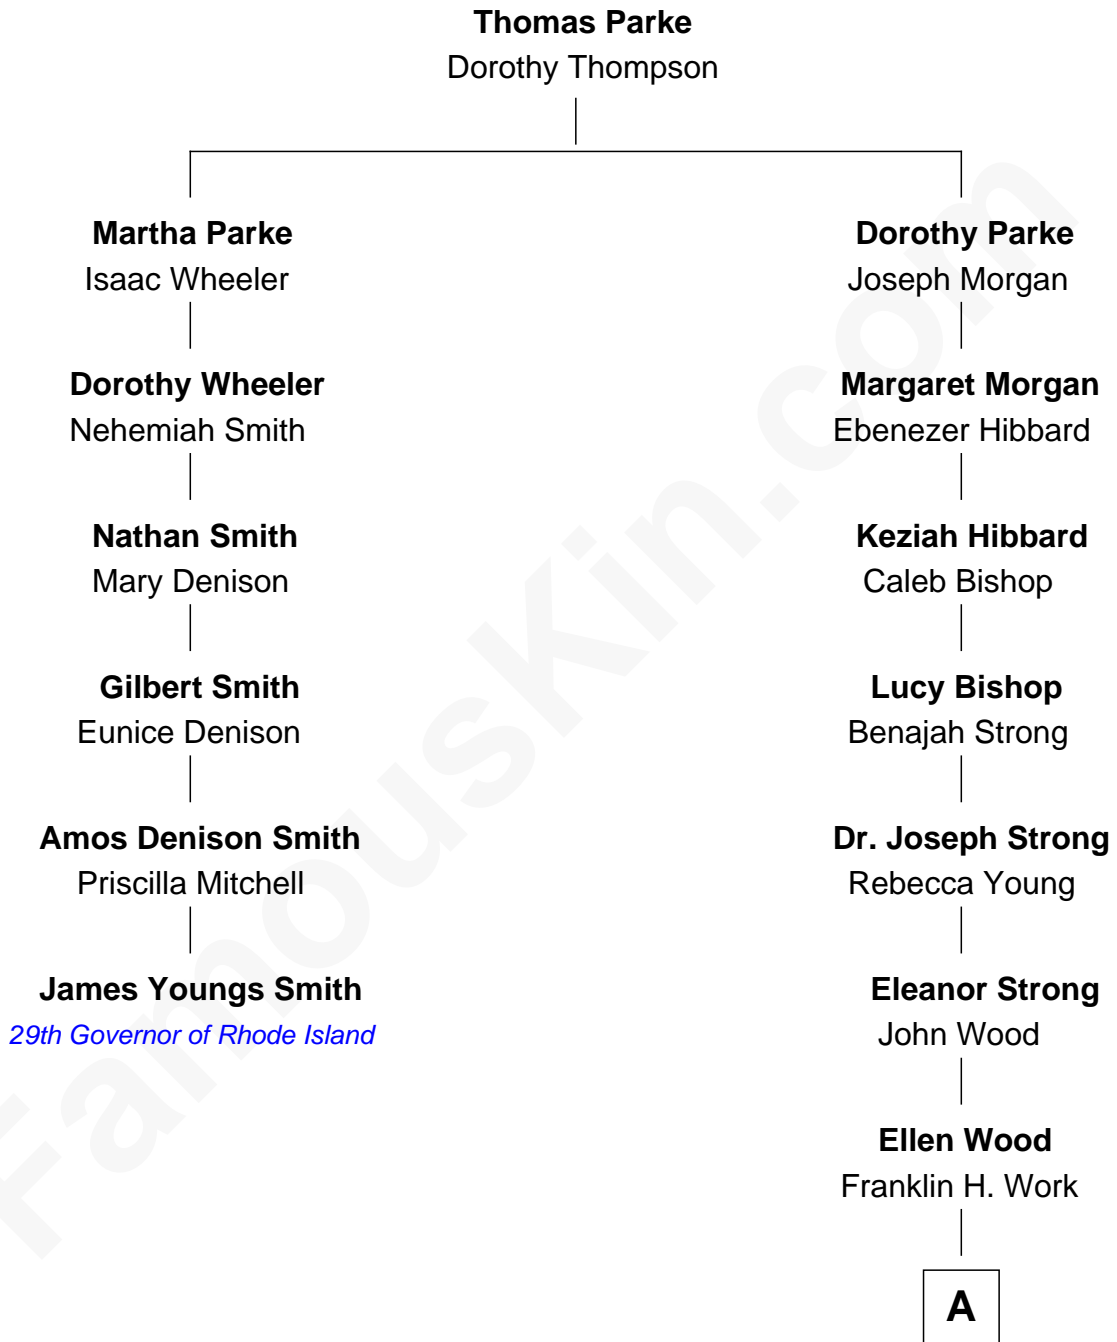 Thomas Parke
Dorothy Thompson
Martha Parke
Isaac Wheeler
Dorothy Wheeler
Nehemiah Smith
Nathan Smith
Mary Denison
Gilbert Smith
Eunice Denison
Amos Denison Smith
Priscilla Mitchell
James Youngs Smith
29th Governor of Rhode Island
Dorothy Parke
Joseph Morgan
Margaret Morgan
Ebenezer Hibbard
Keziah Hibbard
Caleb Bishop
Lucy Bishop
Benajah Strong
Dr. Joseph Strong
Rebecca Young
Eleanor Strong
John Wood
Ellen Wood
Franklin H. Work
A
FamousKin.com